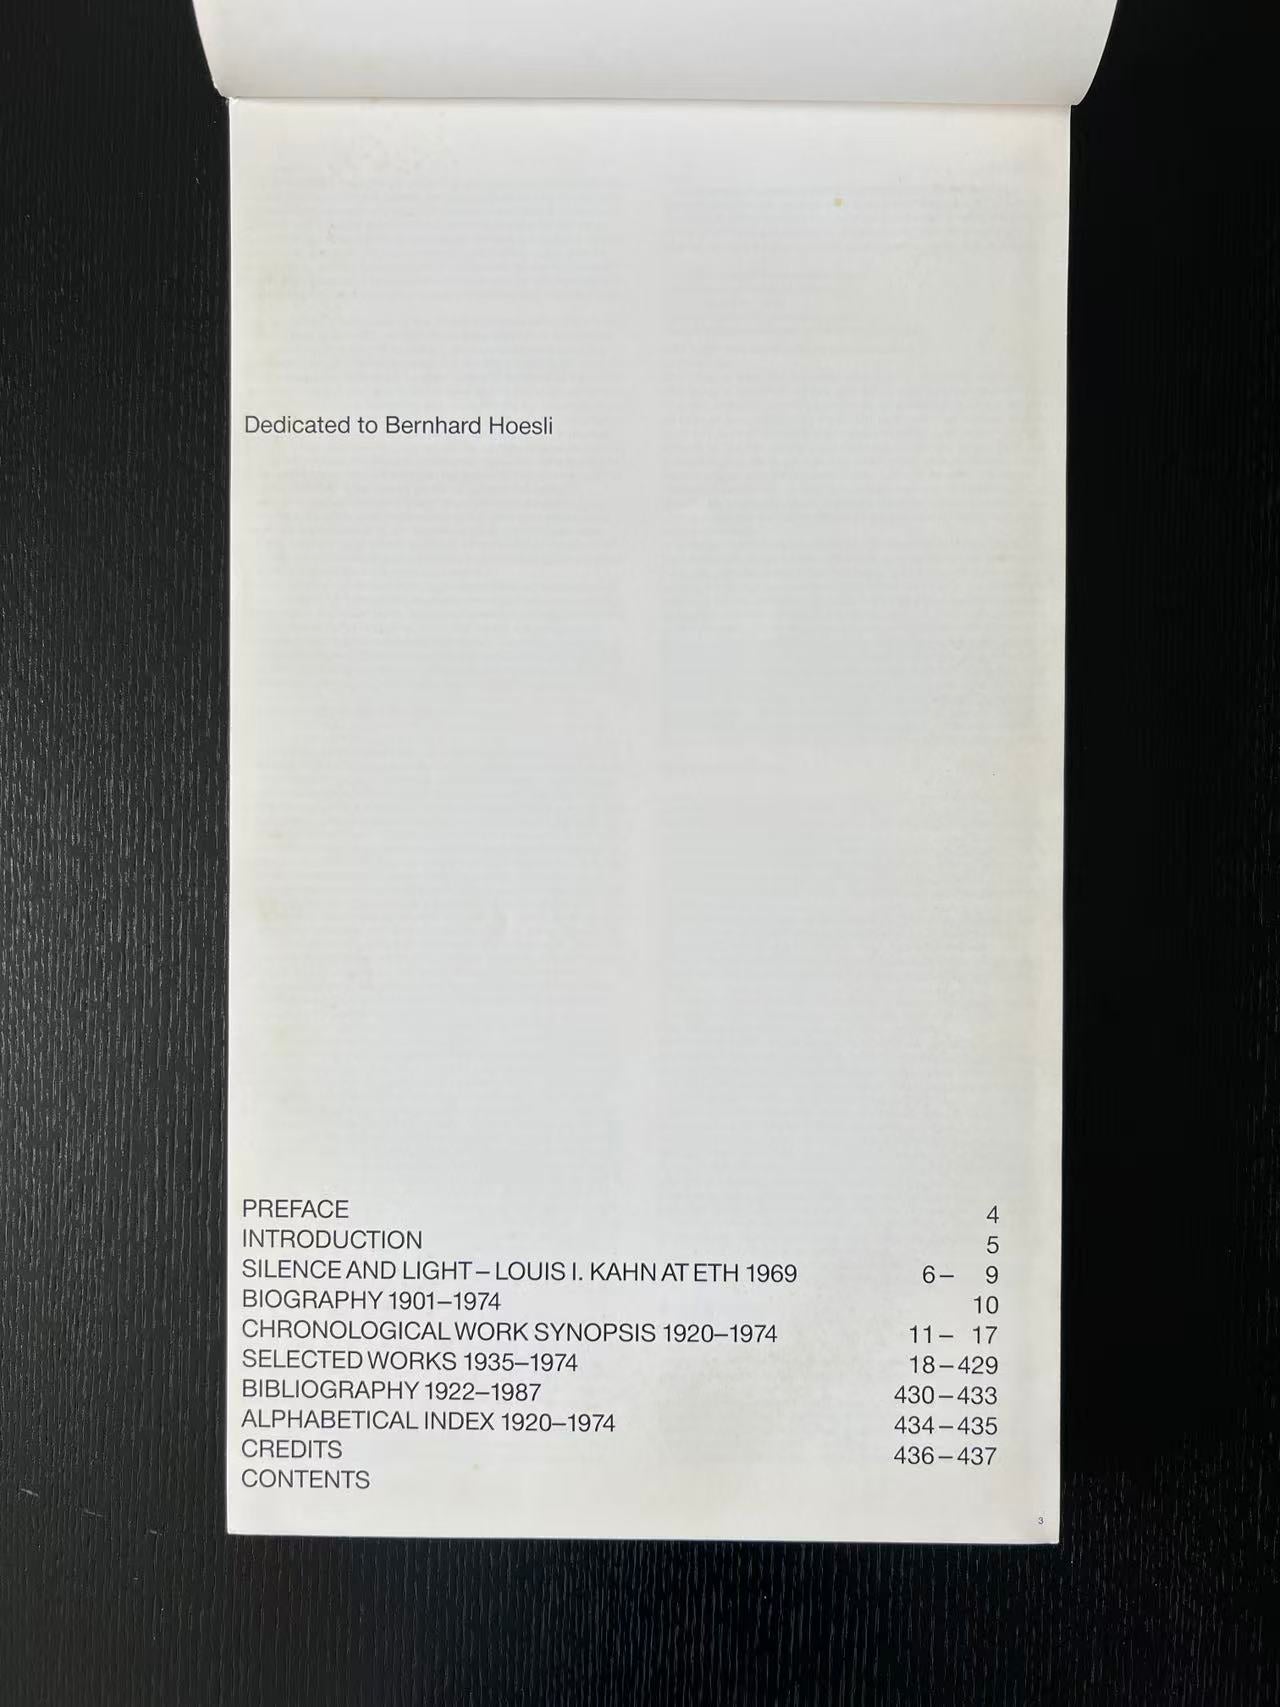 Dedicated to Bernhard Hoesli
PREFACE 4
INTRODUCTION 5
SILENCE AND LIGHT – LOUIS I. KAHN AT ETH 1969 6 – 9
BIOGRAPHY 1901–1974 10
CHRONOLOGICAL WORK SYNOPSIS 1920–1974 11 – 17
SELECTED WORKS 1935–1974 18 – 429
BIBLIOGRAPHY 1922–1987 430 – 433
ALPHABETICAL INDEX 1920–1974 434 – 435
CREDITS 436 – 437
CONTENTS
3